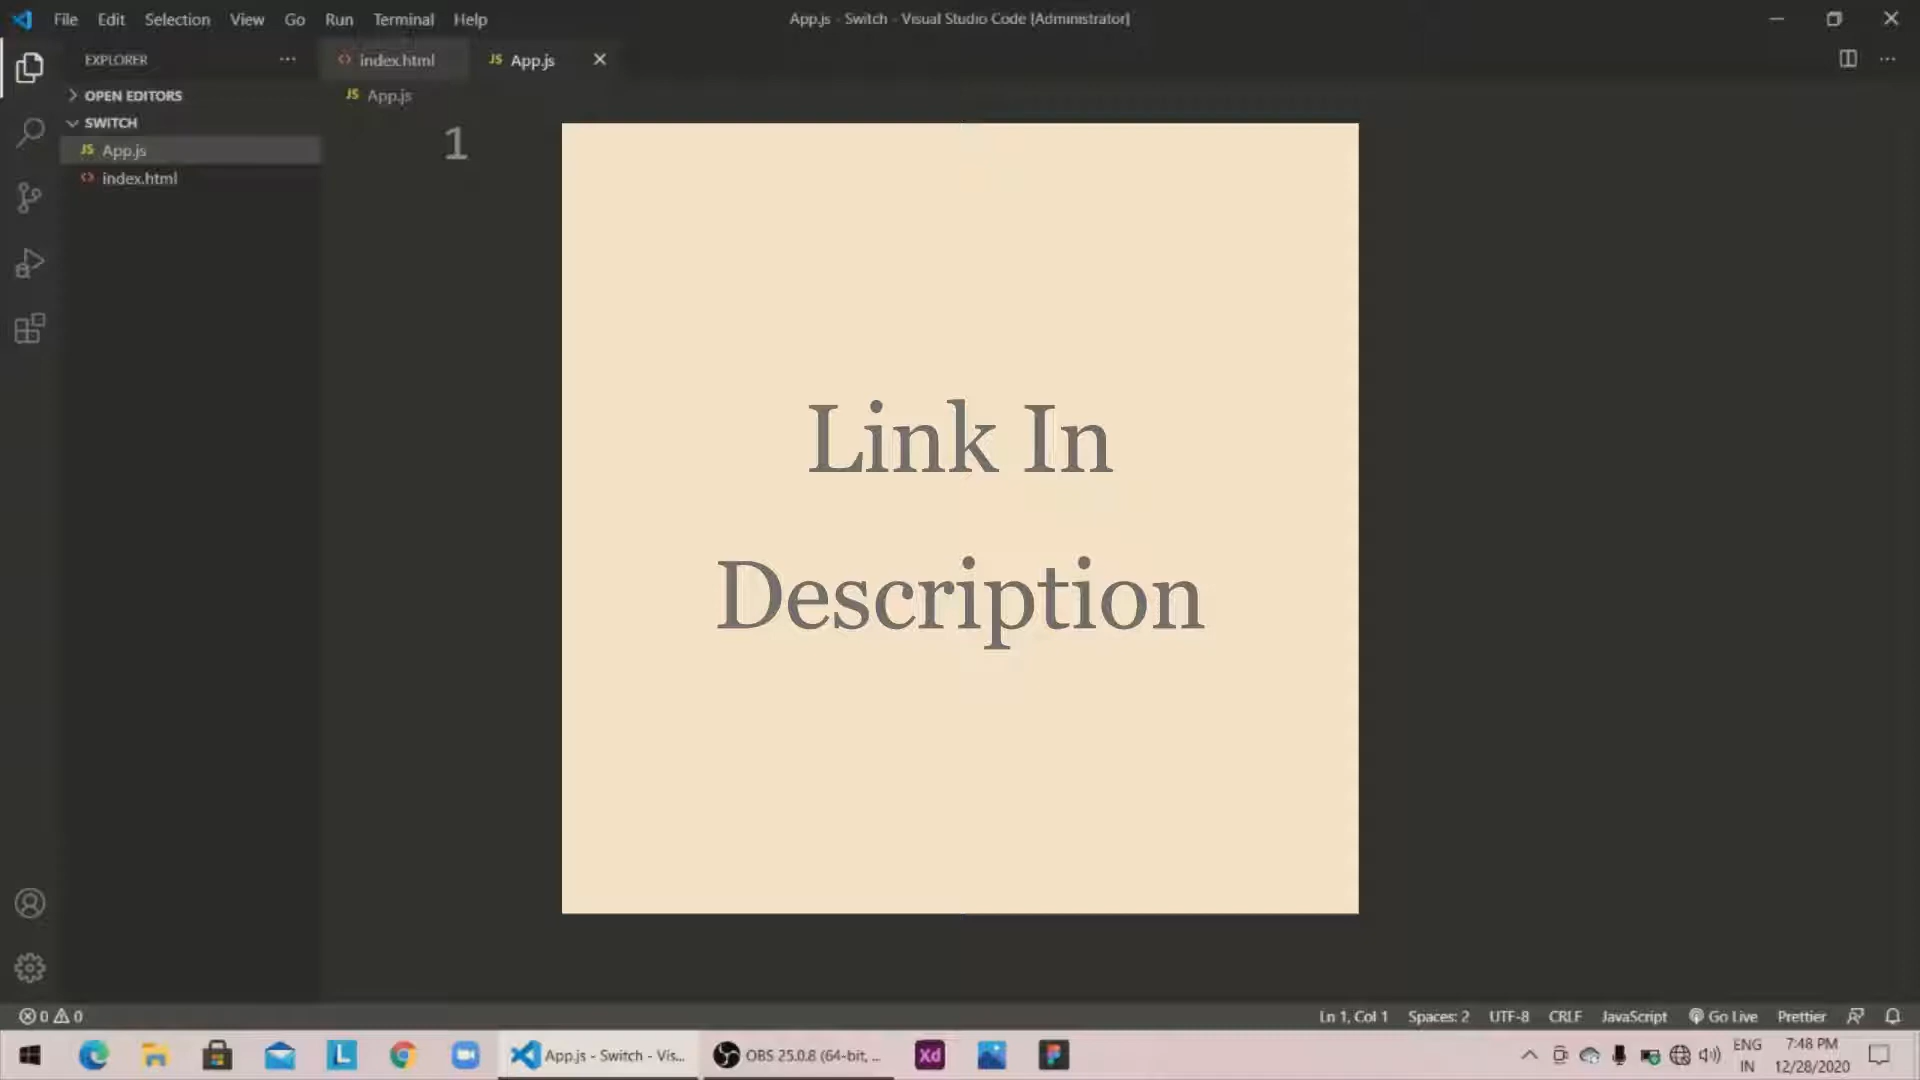 File Edit Selection View Go Run Terminal Help
App.js - Switch - Visual Studio Code [Administrator]
EXPLORER
index.html
JS App.js
OPEN EDITORS
JS App.js
SWITCH
JS App.js
index.html
1
Link In
Description
0 0
Ln 1, Col 1 Spaces: 2 UTF-8 CRLF JavaScript Go Live Prettier
L
App.js - Switch - Vis...
OBS 25.0.8 (64-bit, ...
Xd
ENG
IN
7:48 PM
12/28/2020